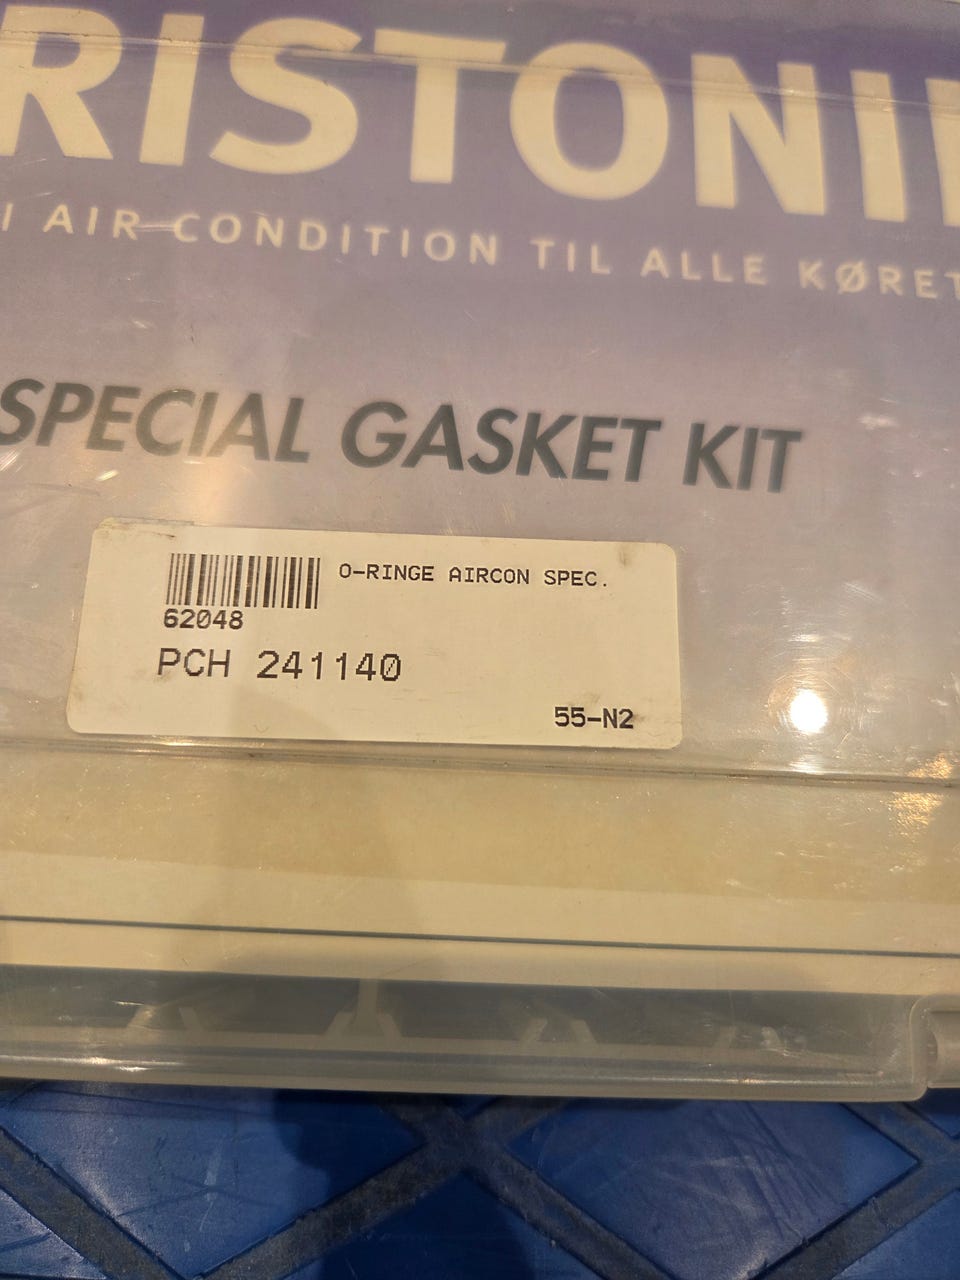 RISTONI
I AIR CONDITION TIL ALLE KØRET
SPECIAL GASKET KIT
O-RINGE AIRCON SPEC.
62048
PCH 241140
55-N2